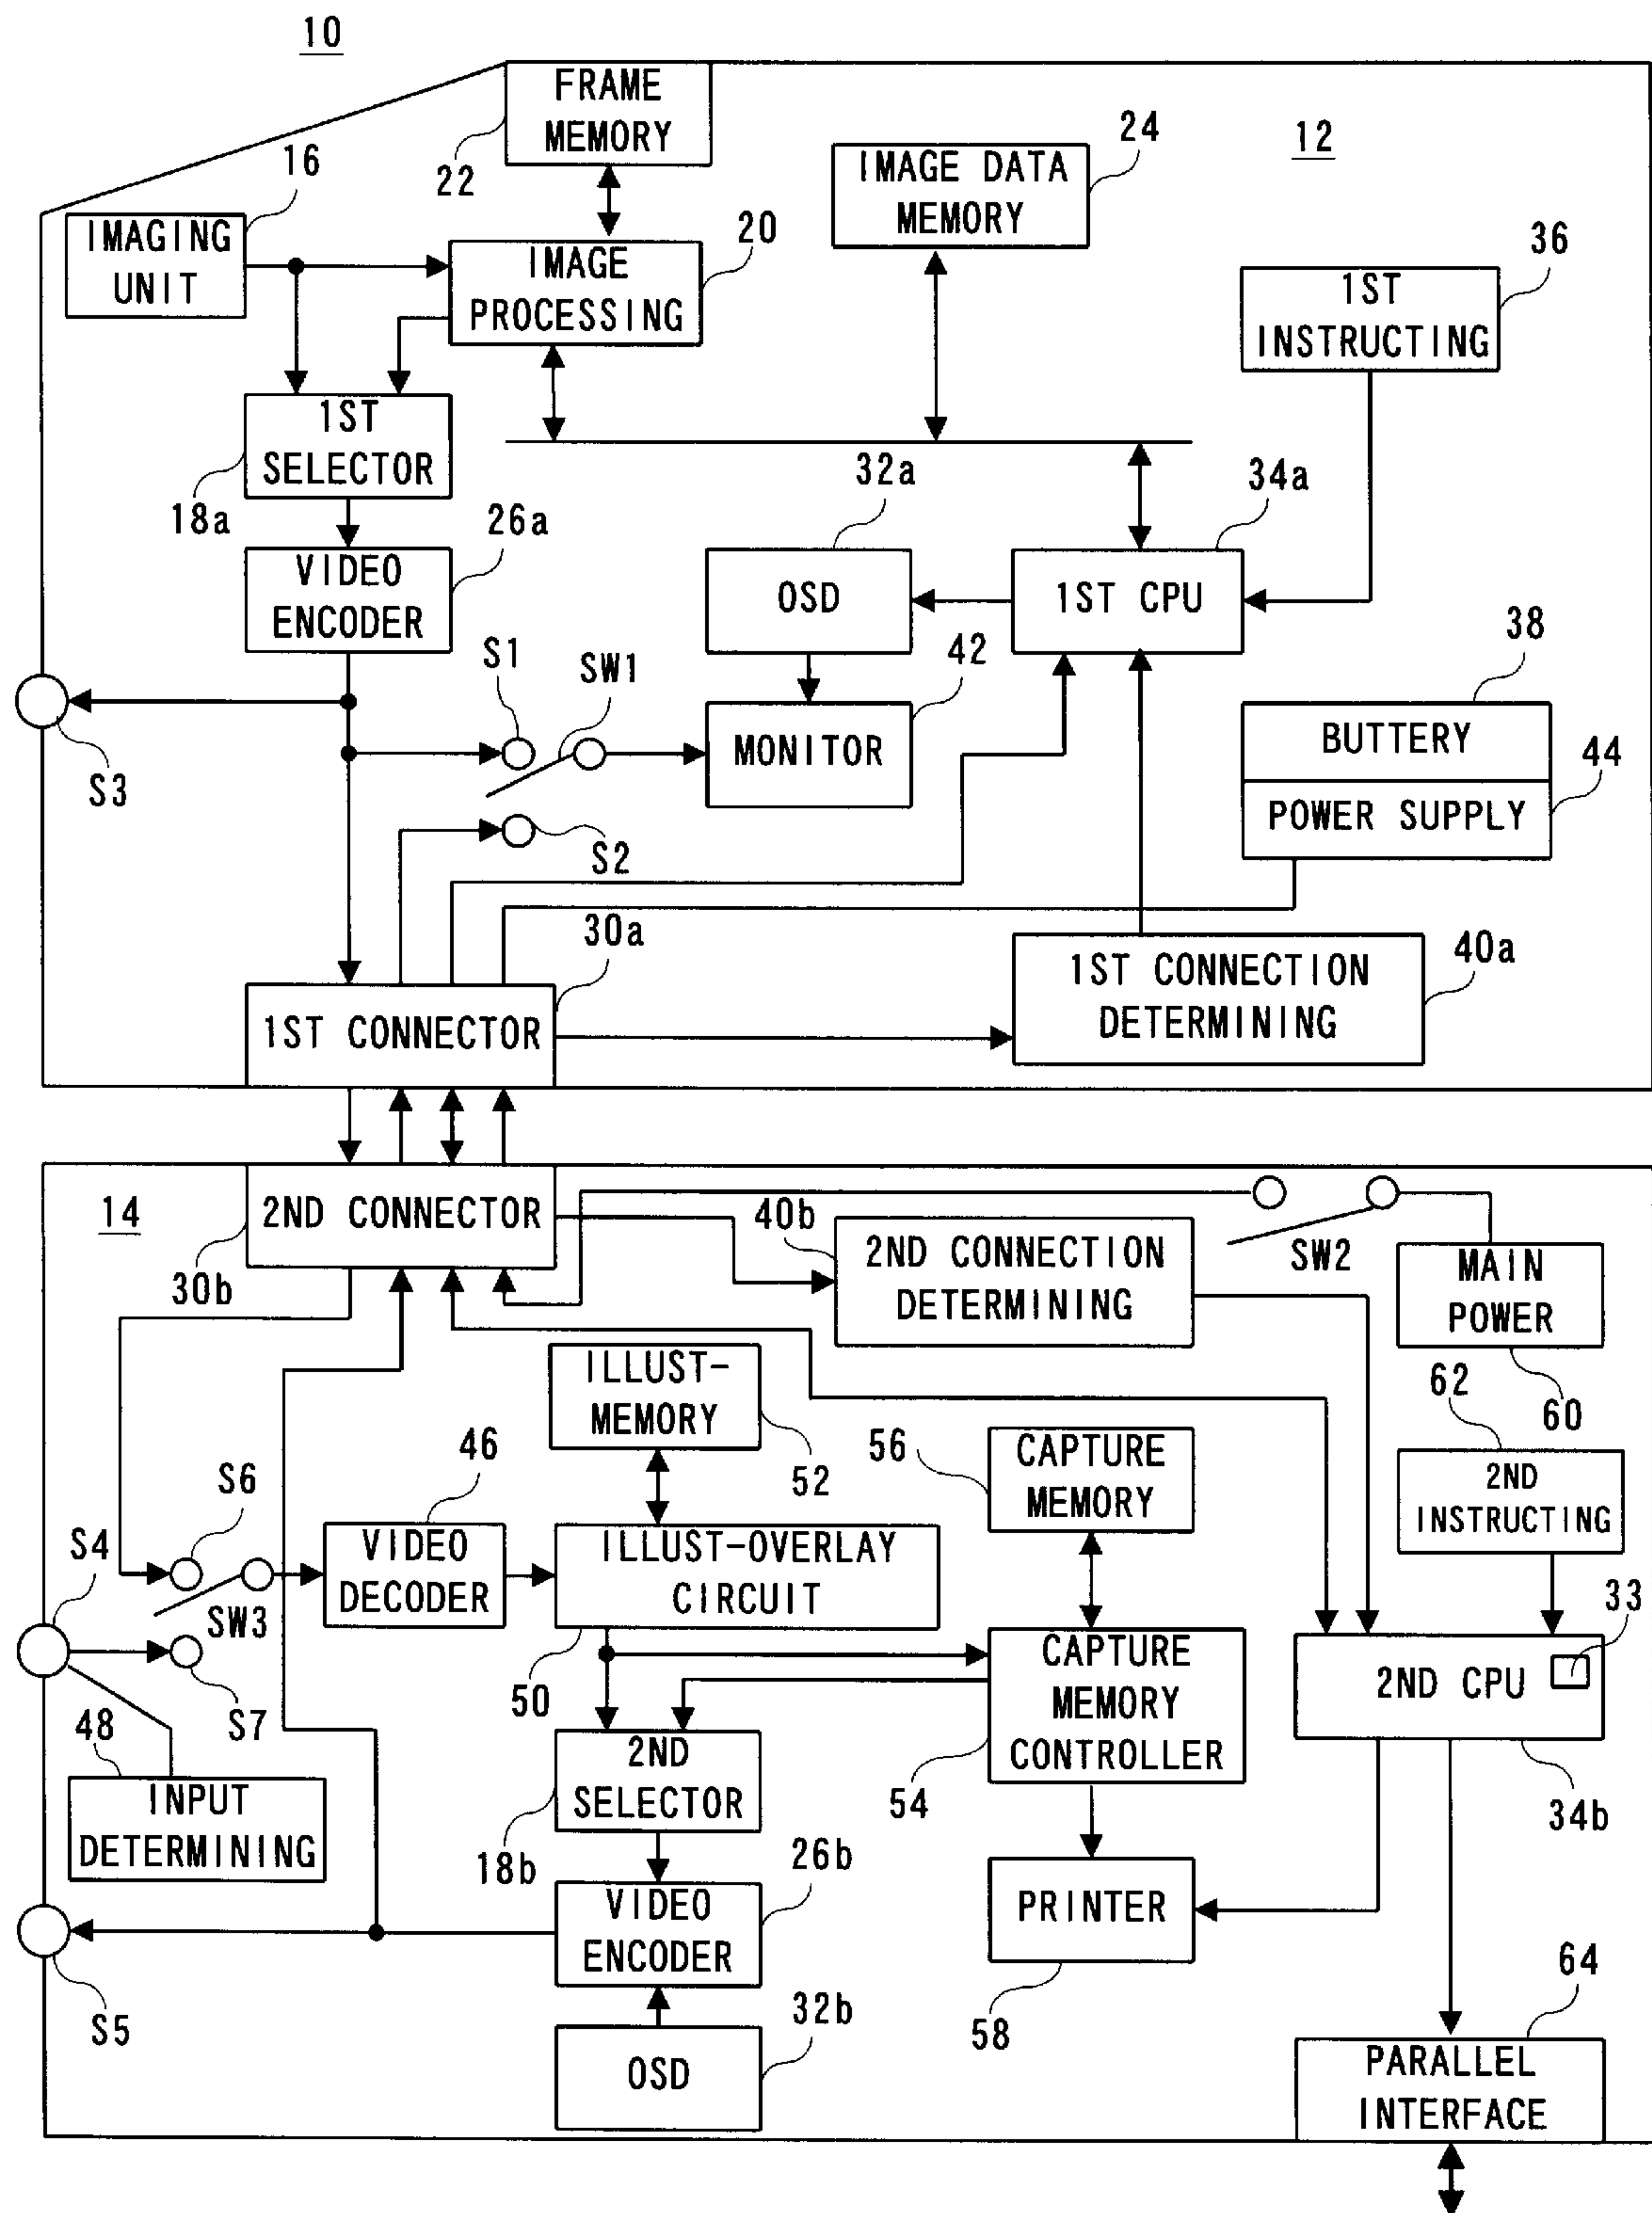 10
FRAME
MEMORY
22
12
24
IMAGE DATA
MEMORY
16
IMAGING
UNIT
20
IMAGE
PROCESSING
36
1ST
INSTRUCTING
1ST
SELECTOR
18a
32a
34a
26a
VIDEO
ENCODER
OSD
1ST CPU
S1
SW1
42
38
MONITOR
BUTTERY
44
POWER SUPPLY
S3
S2
30a
40a
1ST CONNECTION
DETERMINING
1ST CONNECTOR
14
2ND CONNECTOR
30b
40b
2ND CONNECTION
DETERMINING
SW2
MAIN
POWER
60
ILLUST-
MEMORY
52
62
2ND
INSTRUCTING
56
CAPTURE
MEMORY
46
S6
S4
VIDEO
DECODER
ILLUST-OVERLAY
CIRCUIT
SW3
33
50
CAPTURE
MEMORY
CONTROLLER
54
2ND CPU
34b
S7
48
INPUT
DETERMINING
2ND
SELECTOR
18b
26b
VIDEO
ENCODER
PRINTER
58
S5
32b
OSD
64
PARALLEL
INTERFACE